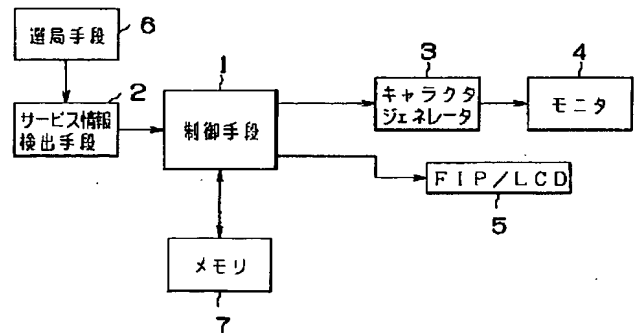 選局手段
6
サービス情報
検出手段
2
1
制御手段
3
キャラクタ
ジェネレータ
4
モニタ
FIP/LCD
5
メモリ
7